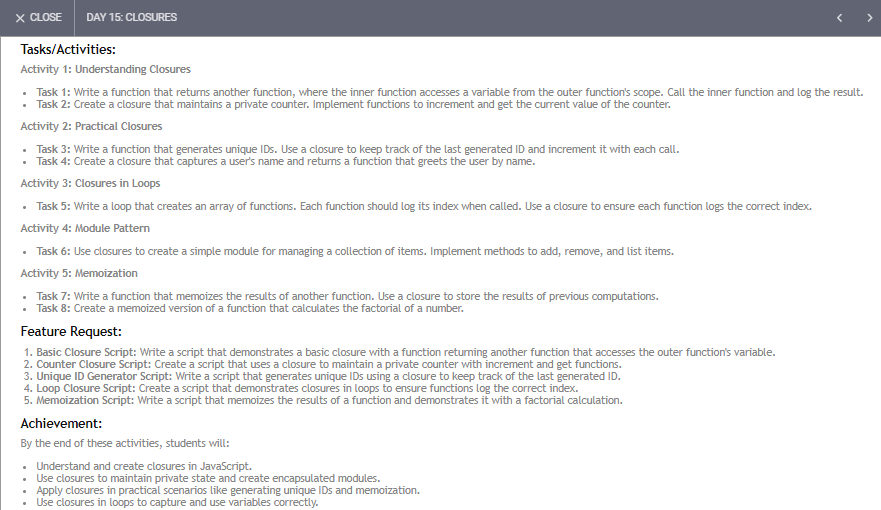 CLOSE
DAY 15: CLOSURES
Tasks/Activities:
Activity 1: Understanding Closures
• Task 1: Write a function that returns another function, where the inner function accesses a variable from the outer function's scope. Call the inner function and log the result.
• Task 2: Create a closure that maintains a private counter. Implement functions to increment and get the current value of the counter.
Activity 2: Practical Closures
• Task 3: Write a function that generates unique IDs. Use a closure to keep track of the last generated ID and increment it with each call.
• Task 4: Create a closure that captures a user's name and returns a function that greets the user by name.
Activity 3: Closures in Loops
• Task 5: Write a loop that creates an array of functions. Each function should log its index when called. Use a closure to ensure each function logs the correct index.
Activity 4: Module Pattern
• Task 6: Use closures to create a simple module for managing a collection of items. Implement methods to add, remove, and list items.
Activity 5: Memoization
• Task 7: Write a function that memoizes the results of another function. Use a closure to store the results of previous computations.
• Task 8: Create a memoized version of a function that calculates the factorial of a number.
Feature Request:
1. Basic Closure Script: Write a script that demonstrates a basic closure with a function returning another function that accesses the outer function's variable.
2. Counter Closure Script: Create a script that uses a closure to maintain a private counter with increment and get functions.
3. Unique ID Generator Script: Write a script that generates unique IDs using a closure to keep track of the last generated ID.
4. Loop Closure Script: Create a script that demonstrates closures in loops to ensure functions log the correct index.
5. Memoization Script: Write a script that memoizes the results of a function and demonstrates it with a factorial calculation.
Achievement:
By the end of these activities, students will:
• Understand and create closures in JavaScript.
• Use closures to maintain private state and create encapsulated modules.
• Apply closures in practical scenarios like generating unique IDs and memoization.
• Use closures in loops to capture and use variables correctly.